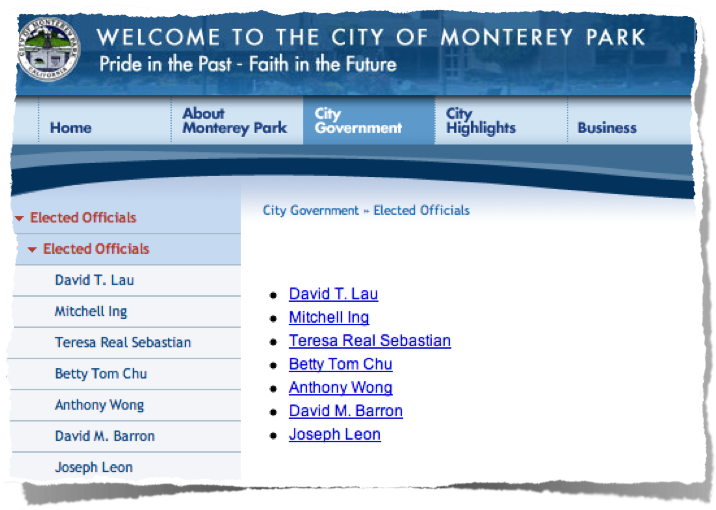 CITY OF MONTEREY PARK
CALIFORNIA
WELCOME TO THE CITY OF MONTEREY PARK
Pride in the Past - Faith in the Future
Home
About
Monterey Park
City
Government
City
Highlights
Business
Elected Officials
Elected Officials
David T. Lau
Mitchell Ing
Teresa Real Sebastian
Betty Tom Chu
Anthony Wong
David M. Barron
Joseph Leon
City Government » Elected Officials
David T. Lau
Mitchell Ing
Teresa Real Sebastian
Betty Tom Chu
Anthony Wong
David M. Barron
Joseph Leon